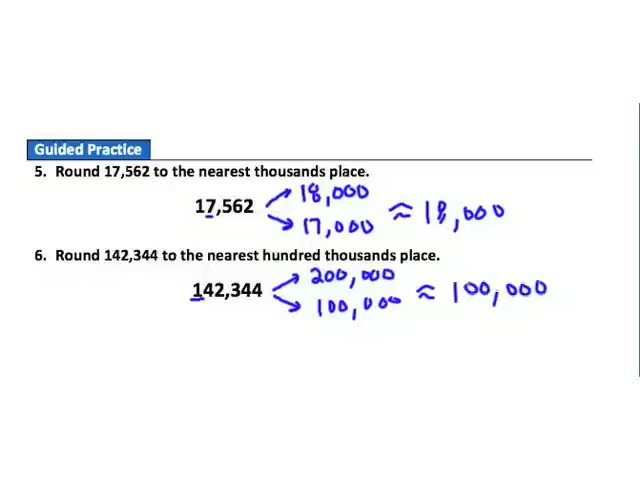 Guided Practice
5. Round 17,562 to the nearest thousands place.
18,000
17,562 ≈ 18,000
17,000
6. Round 142,344 to the nearest hundred thousands place.
200,000
142,344 ≈ 100,000
100,000